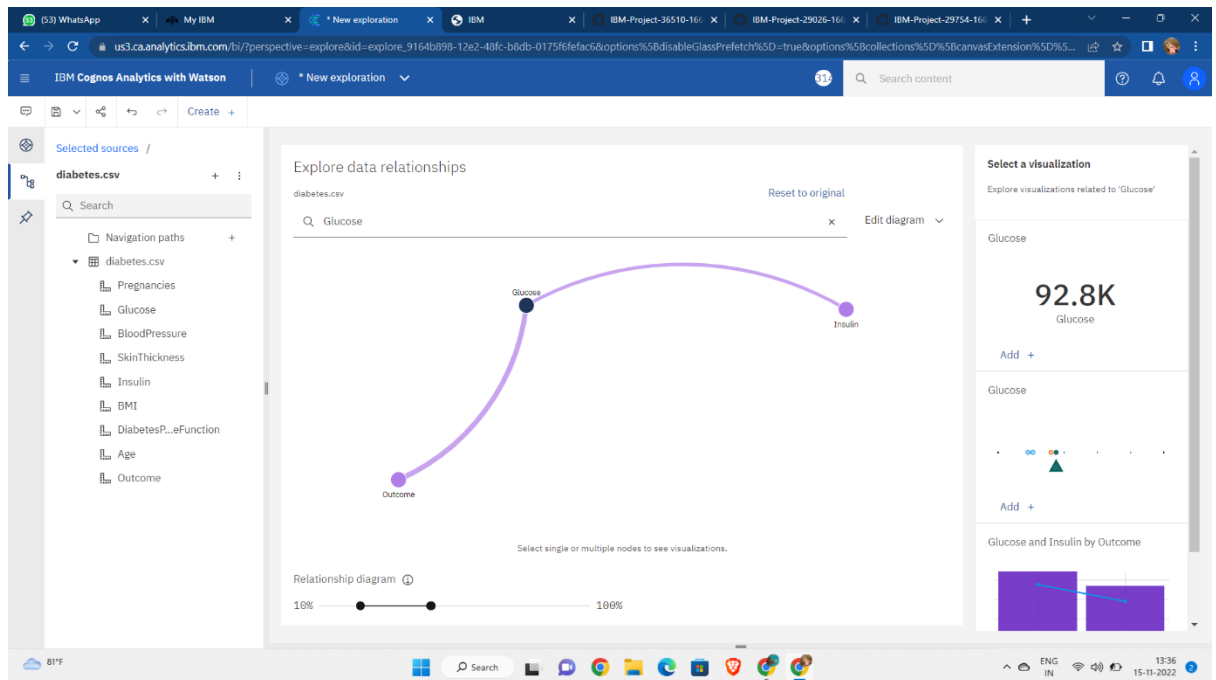 (53) WhatsApp
My IBM
* New exploration
IBM
IBM-Project-36510-166
IBM-Project-29026-166
IBM-Project-29754-166
us3.ca.analytics.ibm.com/bi/?perspective=explore&id=explore_9164b898-12e2-48fc-b8db-0175f6fefac6&options%5BdisableGlassPrefetch%5D=true&options%5Bcollections%5D%5BcanvasExtension%5D%5...
IBM Cognos Analytics with Watson
* New exploration
Search content
Create +
Selected sources /
diabetes.csv
Search
Navigation paths
diabetes.csv
Pregnancies
Glucose
BloodPressure
SkinThickness
Insulin
BMI
DiabetesP...eFunction
Age
Outcome
Explore data relationships
diabetes.csv
Reset to original
Glucose
Edit diagram
Glucose
Insulin
Outcome
Select single or multiple nodes to see visualizations.
Relationship diagram
10%
100%
Select a visualization
Explore visualizations related to 'Glucose'
Glucose
92.8K
Glucose
Add +
Glucose
Add +
Glucose and Insulin by Outcome
81°F
Search
ENG
IN
13:36
15-11-2022
2